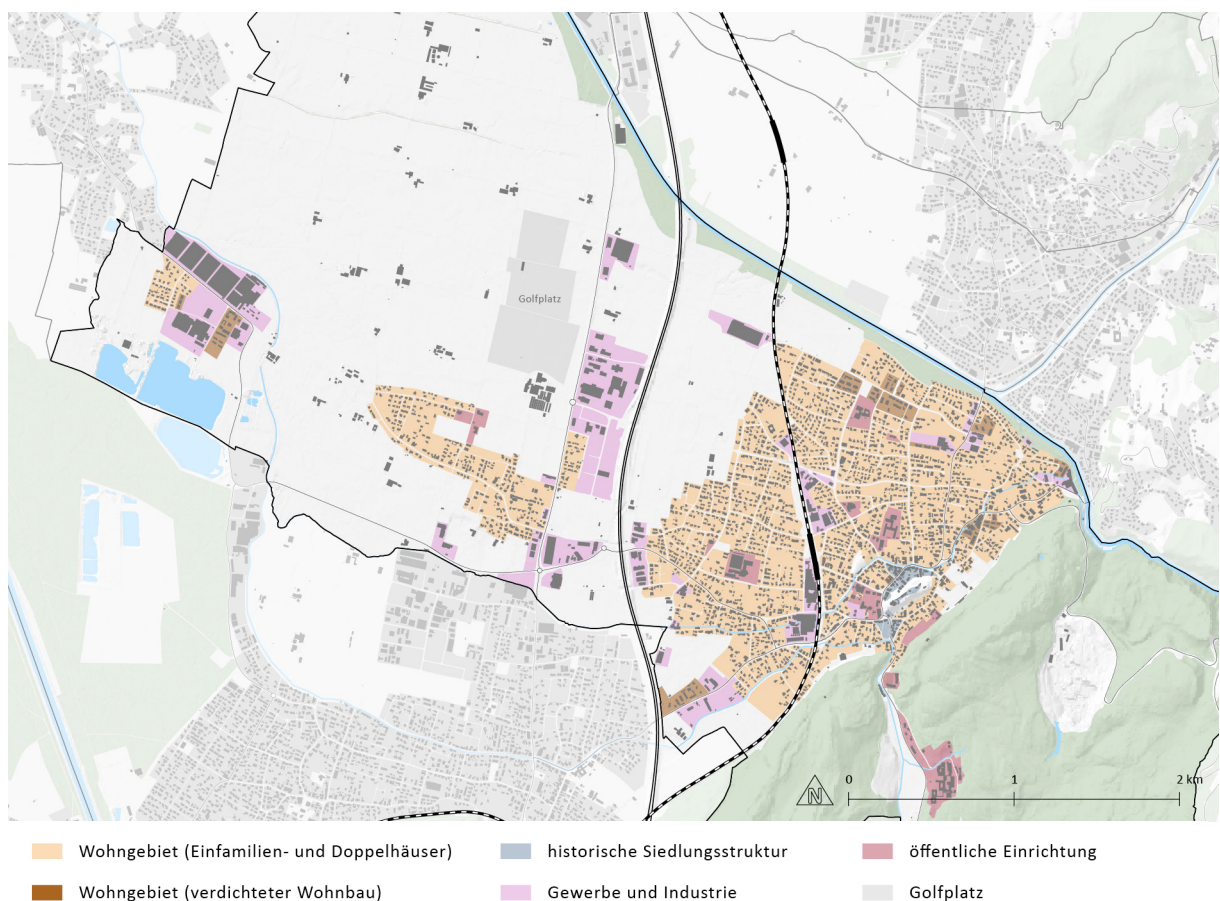 Golfplatz
N
0 1 2 km
Wohngebiet (Einfamilien- und Doppelhäuser)
historische Siedlungsstruktur
öffentliche Einrichtung
Wohngebiet (verdichteter Wohnbau)
Gewerbe und Industrie
Golfplatz